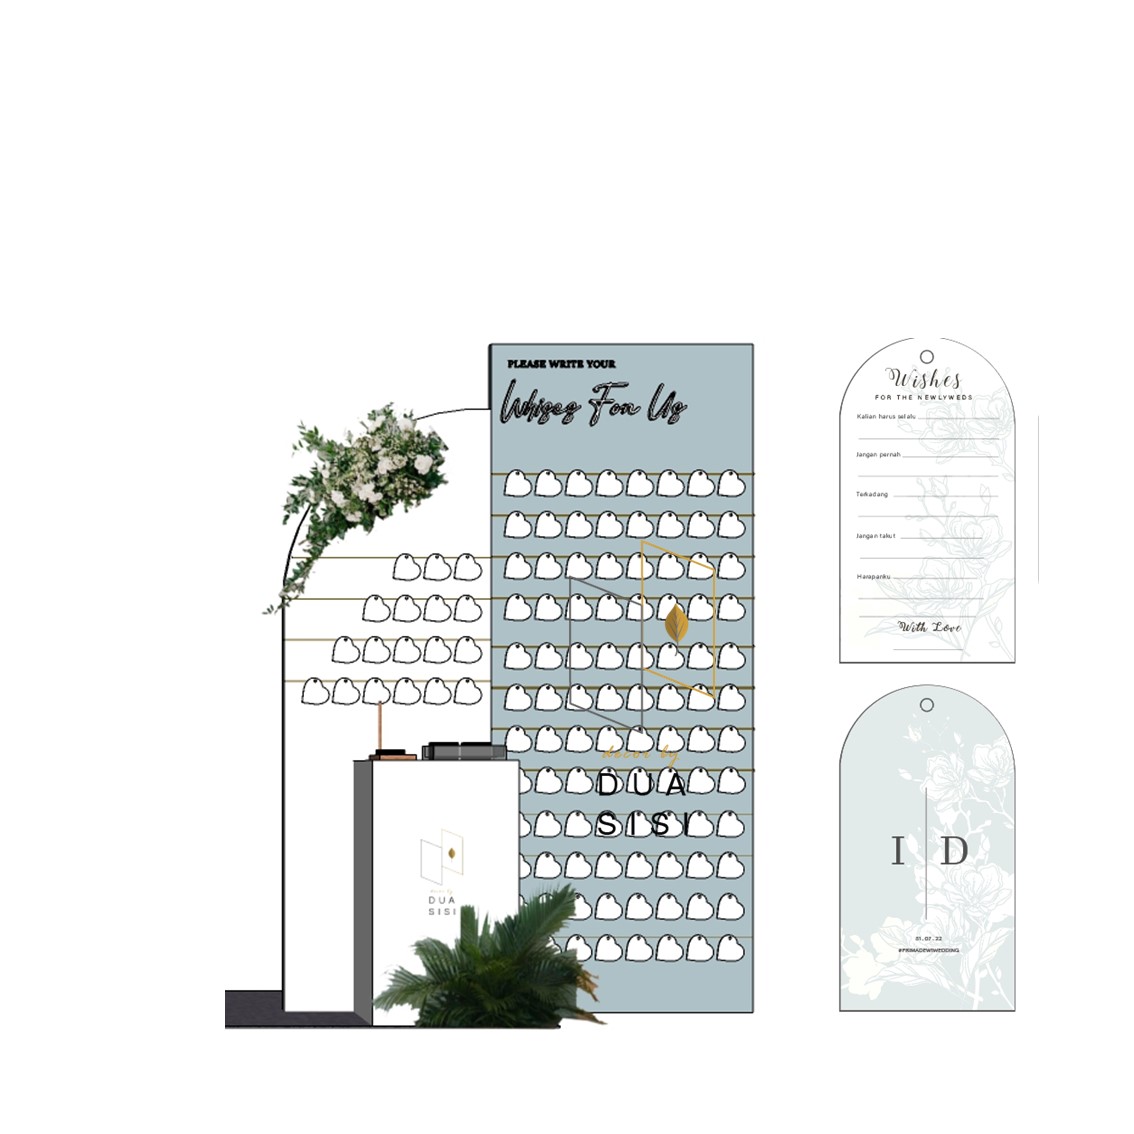 PLEASE WRITE YOUR
Whises For Us
decor by
DUA
SISI
decor by
DUA
SISI
Wishes
FOR THE NEWLYWEDS
Kalian harus selalu
Jangan pernah
Terkadang
Jangan takut
Harapanku
With Love
I D
01.07.22
#PRIMADEWIWEDDING